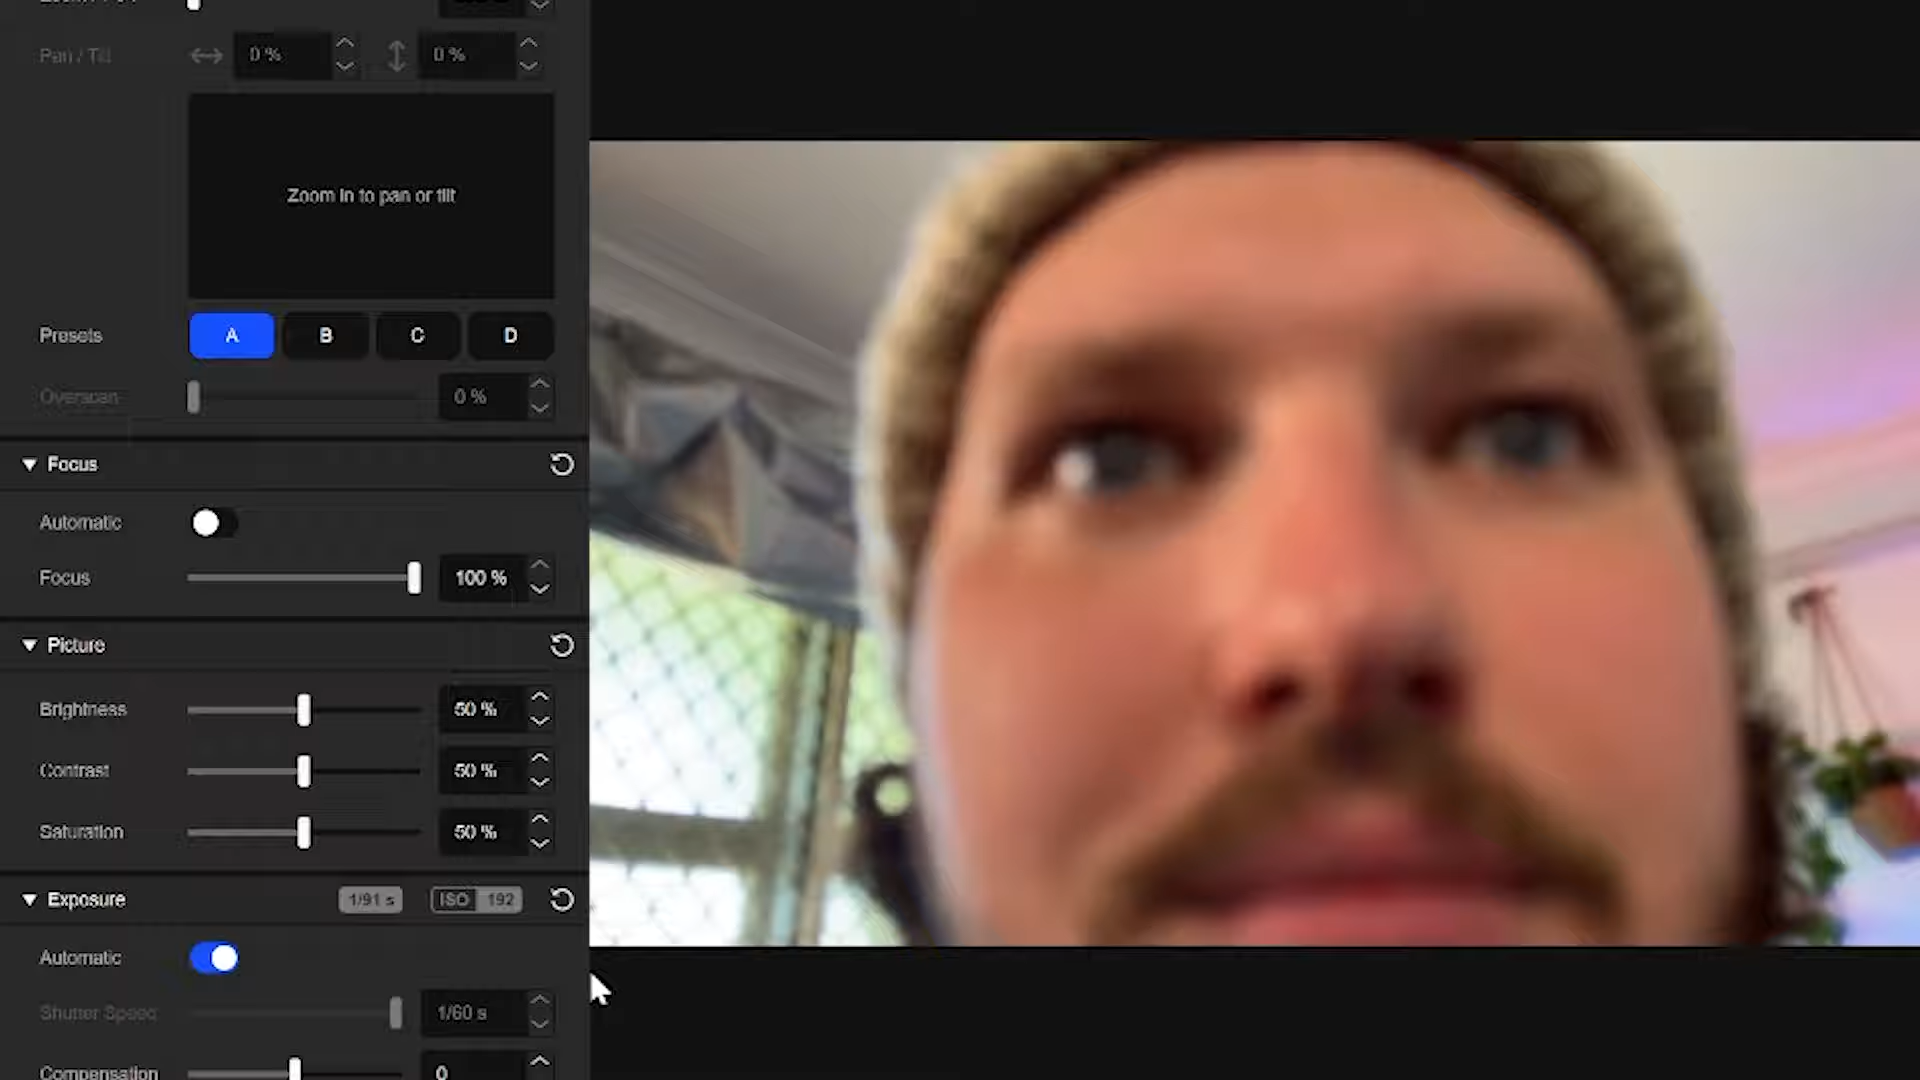 Pan / Tilt 0 % 0 %
Zoom in to pan or tilt
Presets A B C D
Overscan 0 %
Focus
Automatic
Focus 100 %
Picture
Brightness 50 %
Contrast 50 %
Saturation 50 %
Exposure 1/91 s ISO 192
Automatic
Shutter Speed 1/60 s
Compensation 0